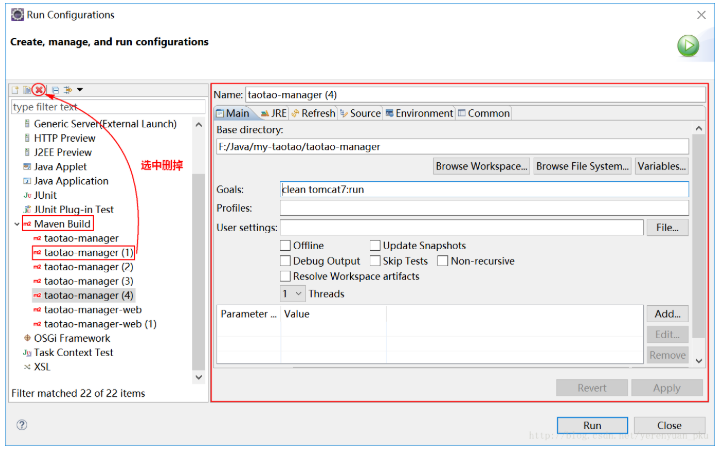 Run Configurations
Create, manage, and run configurations
type filter text
Generic Server(External Launch)
HTTP Preview
J2EE Preview
Java Applet
Java Application
JUnit
JUnit Plug-in Test
Maven Build
taotao-manager
taotao-manager (1)
taotao-manager (2)
taotao-manager (3)
taotao-manager (4)
taotao-manager-web
taotao-manager-web (1)
OSGi Framework
Task Context Test
XSL
Filter matched 22 of 22 items
选中删掉
Name: taotao-manager (4)
Main JRE Refresh Source Environment Common
Base directory:
F:/Java/my-taotao/taotao-manager
Browse Workspace... Browse File System... Variables...
Goals: clean tomcat7:run
Profiles:
User settings: File...
Offline Update Snapshots
Debug Output Skip Tests Non-recursive
Resolve Workspace artifacts
1 Threads
Parameter ... Value Add...
Edit...
Remove
Revert Apply
Run Close